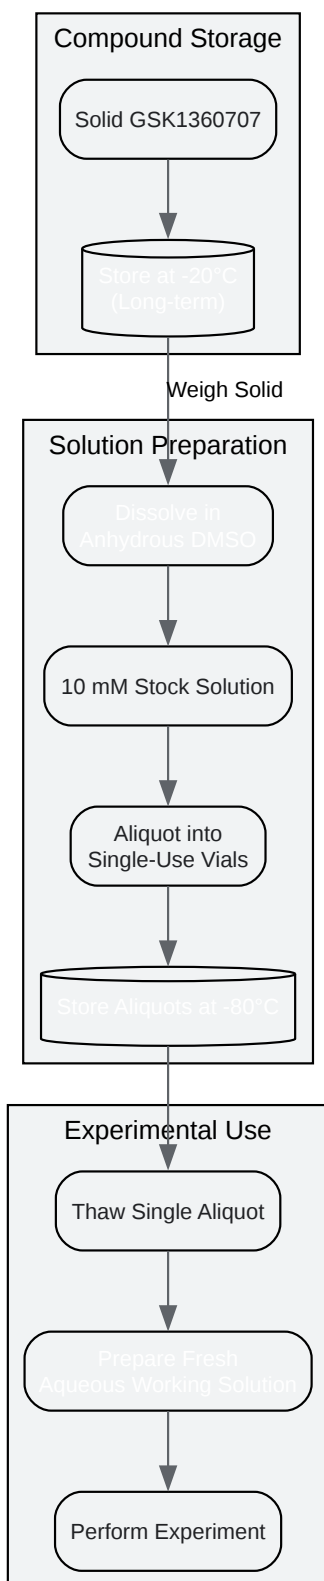 Compound Storage
Solid GSK1360707
Store at -20°C
(Long-term)
Weigh Solid
Solution Preparation
Dissolve in
Anhydrous DMSO
10 mM Stock Solution
Aliquot into
Single-Use Vials
Store Aliquots at -80°C
Experimental Use
Thaw Single Aliquot
Prepare Fresh
Aqueous Working Solution
Perform Experiment